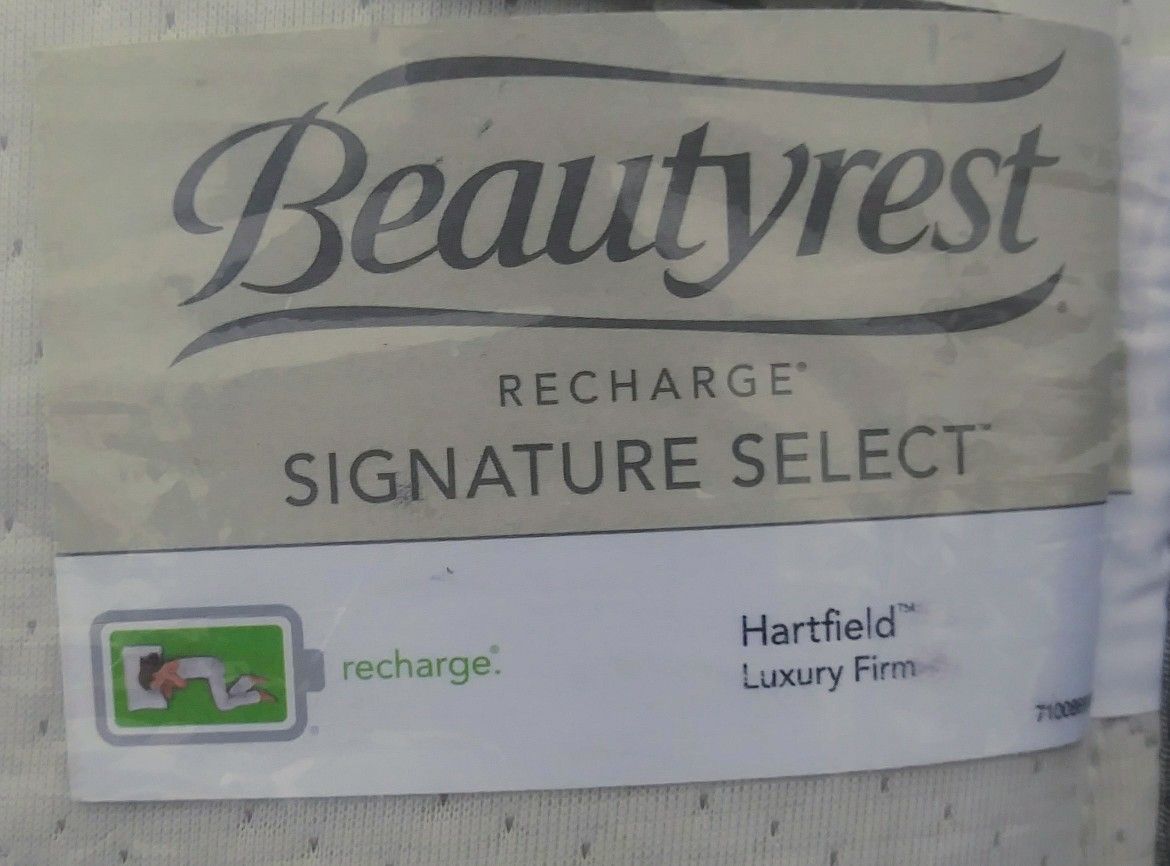 Beautyrest®
RECHARGE®
SIGNATURE SELECT™
recharge®.
Hartfield™
Luxury Firm